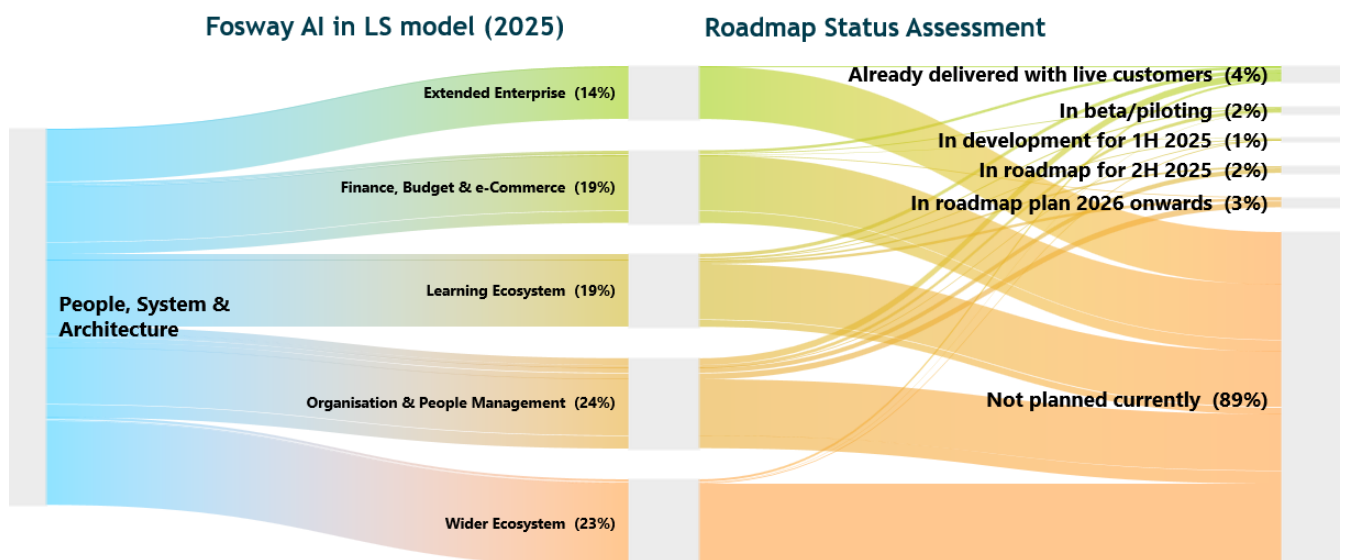 Fosway AI in LS model (2025)
Roadmap Status Assessment
People, System &
Architecture
Extended Enterprise (14%)
Finance, Budget & e-Commerce (19%)
Learning Ecosystem (19%)
Organisation & People Management (24%)
Wider Ecosystem (23%)
Already delivered with live customers (4%)
In beta/piloting (2%)
In development for 1H 2025 (1%)
In roadmap for 2H 2025 (2%)
In roadmap plan 2026 onwards (3%)
Not planned currently (89%)